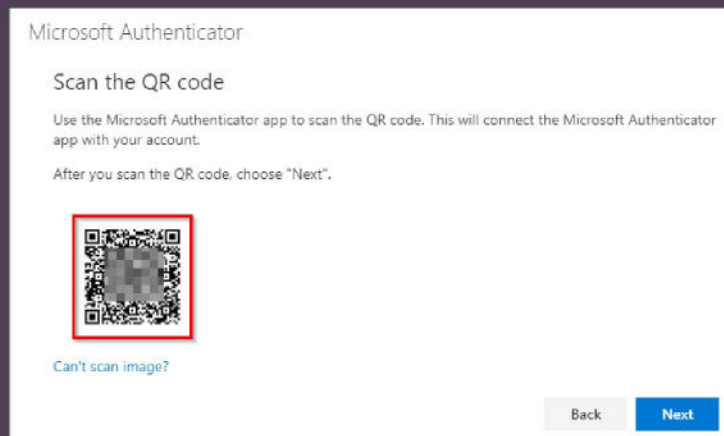 Microsoft Authenticator
Scan the QR code
Use the Microsoft Authenticator app to scan the QR code. This will connect the Microsoft Authenticator
app with your account.
After you scan the QR code, choose "Next".
Can't scan image?
Back
Next